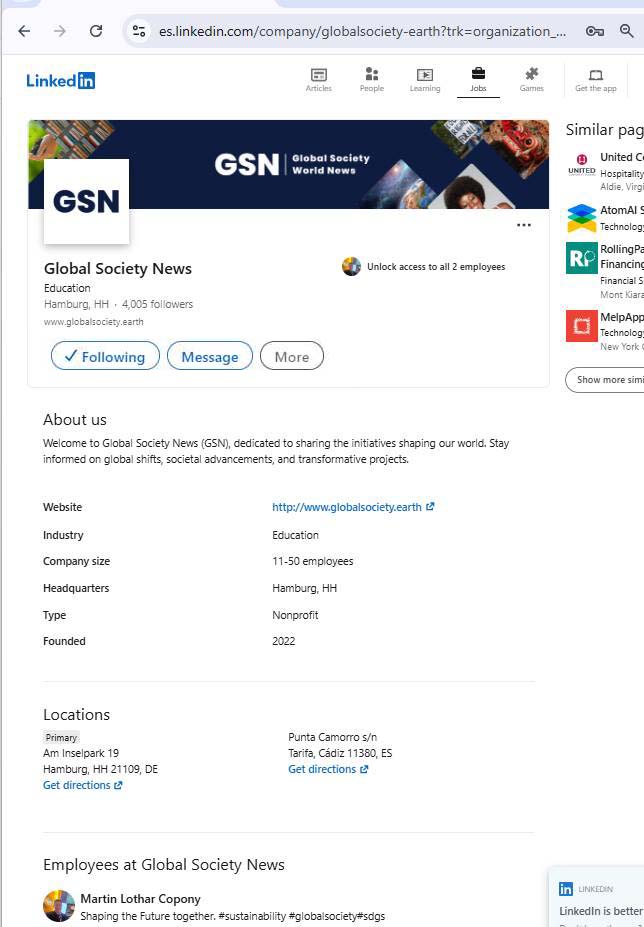 es.linkedin.com/company/globalsociety-earth?trk=organization_...
Linkedin
Articles
People
Learning
Jobs
Games
Get the app
GSN | Global Society
World News
GSN
Global Society News
Education
Hamburg, HH · 4,005 followers
www.globalsociety.earth
Unlock access to all 2 employees
Following
Message
More
About us
Welcome to Global Society News (GSN), dedicated to sharing the initiatives shaping our world. Stay
informed on global shifts, societal advancements, and transformative projects.
Website http://www.globalsociety.earth
Industry Education
Company size 11-50 employees
Headquarters Hamburg, HH
Type Nonprofit
Founded 2022
Locations
Primary
Am Inselpark 19
Hamburg, HH 21109, DE
Get directions
Punta Camorro s/n
Tarifa, Cádiz 11380, ES
Get directions
Employees at Global Society News
Martin Lothar Copony
Shaping the Future together. #sustainability #globalsociety#sdgs
Similar pag
UNITED
United C
Hospitality
Aldie, Virgi
AtomAI S
Technology
RP
RollingPa
Financing
Financial S
Mont Kiara
MelpApp
Technology
New York C
Show more simi
in LINKEDIN
LinkedIn is better